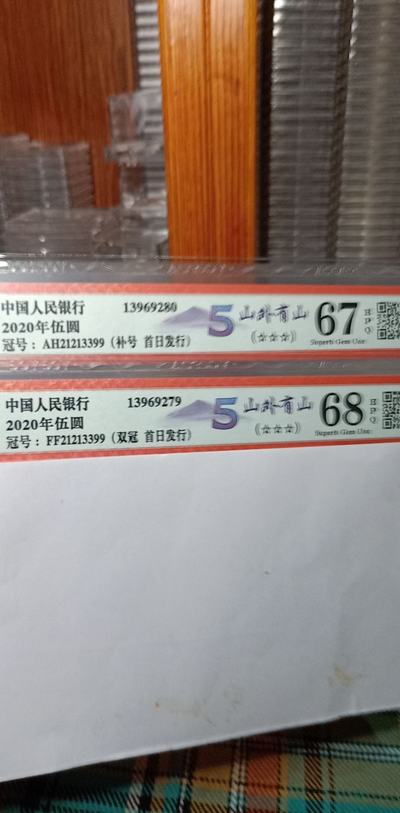 中国人民银行 13969280
2020年伍圆
冠号：AH21213399（补号 首日发行）
5 山外有山
(☆☆☆)
67
EPQ
Superb Gem Unc
中国人民银行 13969279
2020年伍圆
冠号：FF21213399（双冠 首日发行）
5 山外有山
(☆☆☆)
68
EPQ
Superb Gem Unc